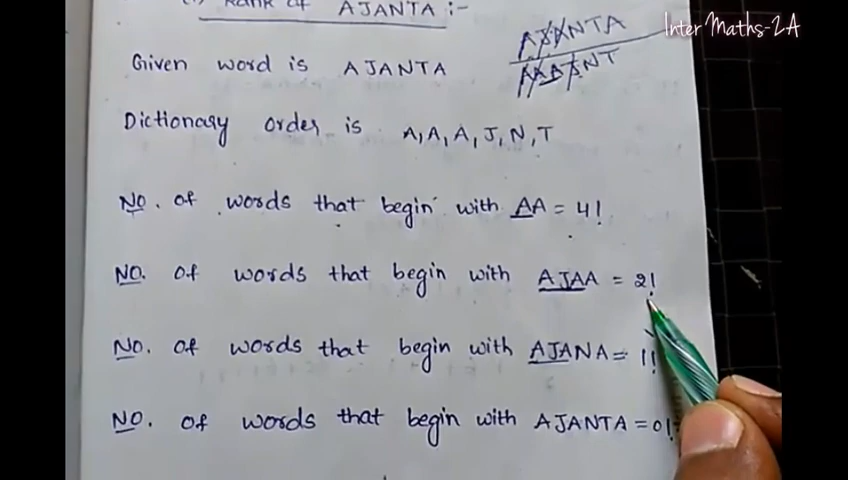 Rank of AJANTA :-
Inter Maths-2A
AJANTA
AAAJNT
Given word is AJANTA
Dictionary order is A, A, A, J, N, T
NO. of words that begin with AA = 4!
NO. of words that begin with AJAA = 2!
NO. of words that begin with AJANA = 1!
NO. of words that begin with AJANTA = 0!